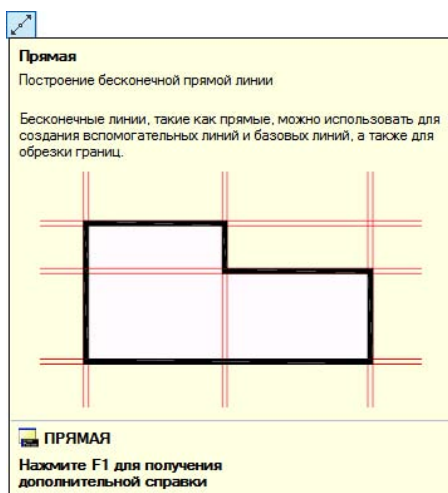 Прямая
Построение бесконечной прямой линии
Бесконечные линии, такие как прямые, можно использовать для
создания вспомогательных линий и базовых линий, а также для
обрезки границ.
ПРЯМАЯ
Нажмите F1 для получения
дополнительной справки